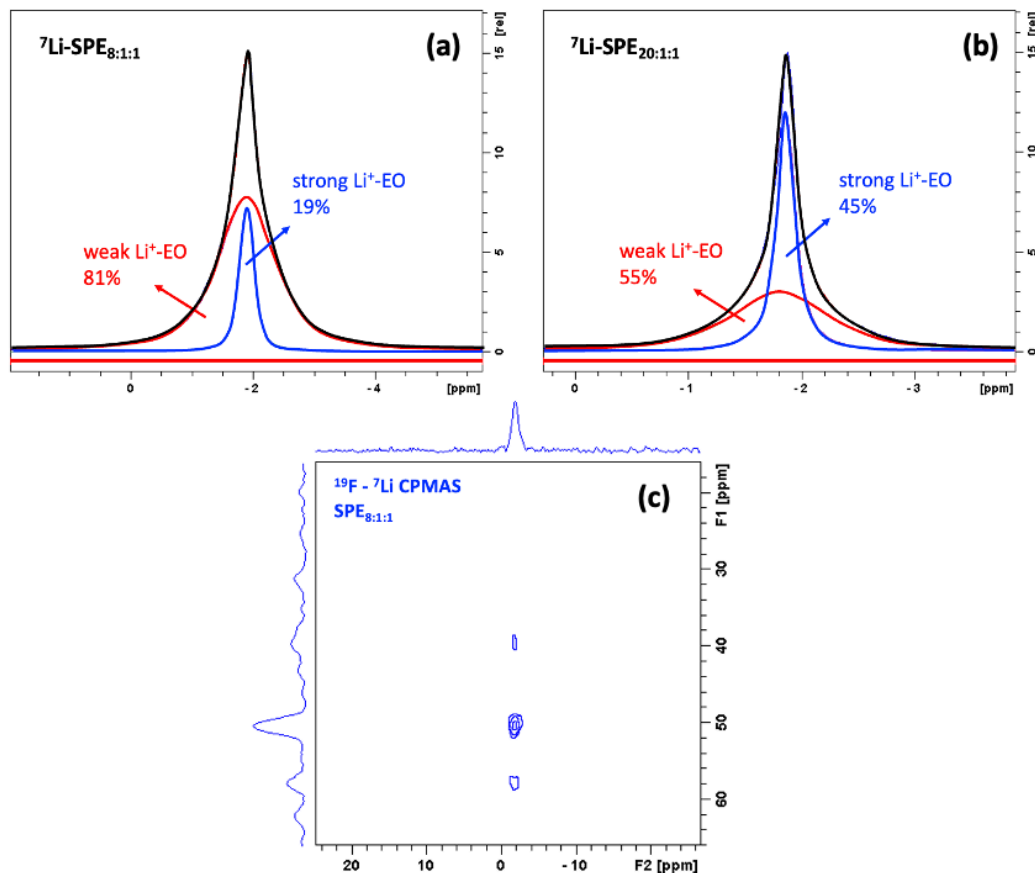 ⁷Li-SPE₈:₁:₁
(a)
[rel]
15
10
5
0
strong Li⁺-EO
19%
weak Li⁺-EO
81%
0
-2
-4
[ppm]
⁷Li-SPE₂₀:₁:₁
(b)
[rel]
15
10
5
0
strong Li⁺-EO
45%
weak Li⁺-EO
55%
0
-1
-2
-3
[ppm]
¹⁹F - ⁷Li CPMAS
SPE₈:₁:₁
(c)
F1 [ppm]
30
40
50
60
20
10
0
-10
F2 [ppm]